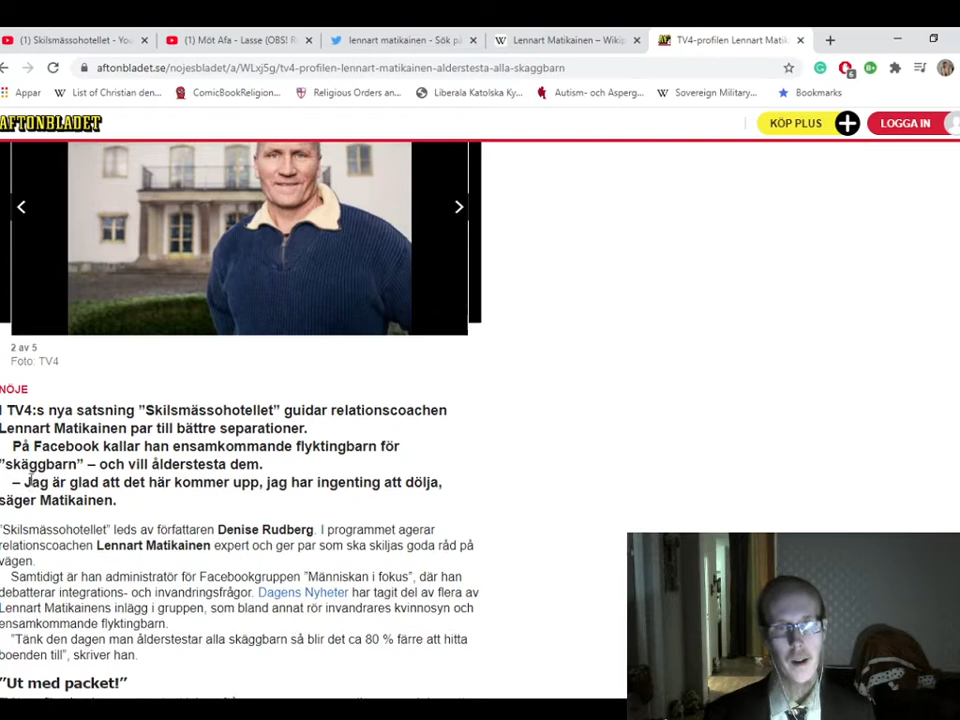 (1) Skilsmässohotellet - You
(1) Möt Afa - Lasse (OBS! R
lennart matikainen - Sök p
Lennart Matikainen – Wikip
TV4-profilen Lennart Matik
aftonbladet.se/nojesbladet/a/WLxj5g/tv4-profilen-lennart-matikainen-alderstesta-alla-skaggbarn
Appar
List of Christian den...
ComicBookReligion...
Religious Orders an...
Liberala Katolska Ky...
Autism- och Asperg...
Sovereign Military...
Bookmarks
AFTONBLADET
KÖP PLUS
LOGGA IN
2 av 5
Foto: TV4
NÖJE
I TV4:s nya satsning ”Skilsmässohotellet” guidar relationscoachen
Lennart Matikainen par till bättre separationer.
På Facebook kallar han ensamkommande flyktingbarn för
”skäggbarn” – och vill ålderstesta dem.
– Jag är glad att det här kommer upp, jag har ingenting att dölja,
säger Matikainen.
”Skilsmässohotellet” leds av författaren Denise Rudberg. I programmet agerar
relationscoachen Lennart Matikainen expert och ger par som ska skiljas goda råd på
vägen.
Samtidigt är han administratör för Facebookgruppen ”Människan i fokus”, där han
debatterar integrations- och invandringsfrågor. Dagens Nyheter har tagit del av flera av
Lennart Matikainens inlägg i gruppen, som bland annat rör invandrares kvinnosyn och
ensamkommande flyktingbarn.
”Tänk den dagen man ålderstestar alla skäggbarn så blir det ca 80 % färre att hitta
boenden till”, skriver han.
”Ut med packet!”